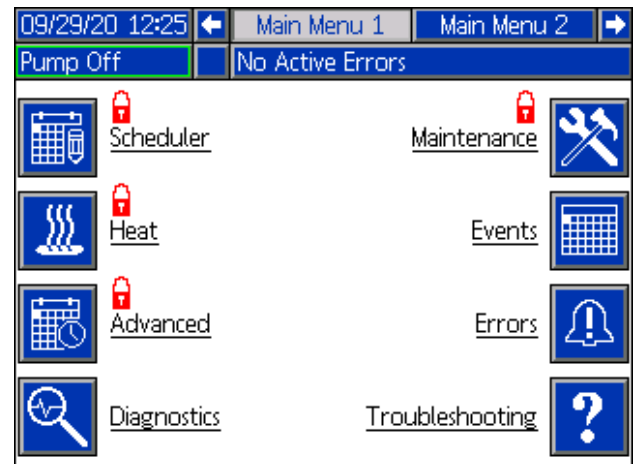 09/29/20 12:25 Main Menu 1 Main Menu 2
Pump Off No Active Errors
Scheduler Maintenance
Heat Events
Advanced Errors
Diagnostics Troubleshooting